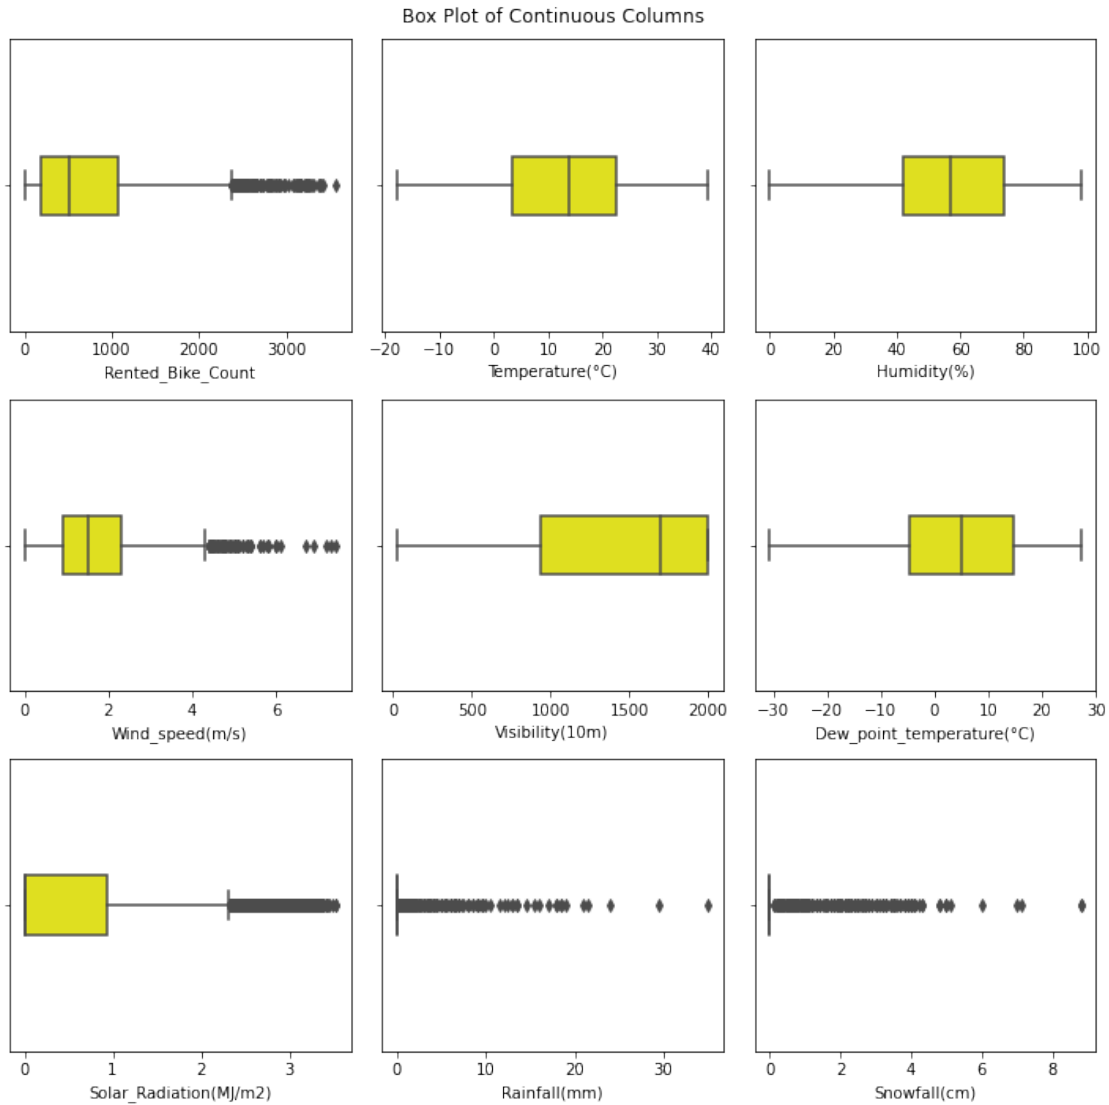 Box Plot of Continuous Columns
0 1000 2000 3000
Rented_Bike_Count
−20 −10 0 10 20 30 40
Temperature(°C)
0 20 40 60 80 100
Humidity(%)
0 2 4 6
Wind_speed(m/s)
0 500 1000 1500 2000
Visibility(10m)
−30 −20 −10 0 10 20 30
Dew_point_temperature(°C)
0 1 2 3
Solar_Radiation(MJ/m2)
0 10 20 30
Rainfall(mm)
0 2 4 6 8
Snowfall(cm)